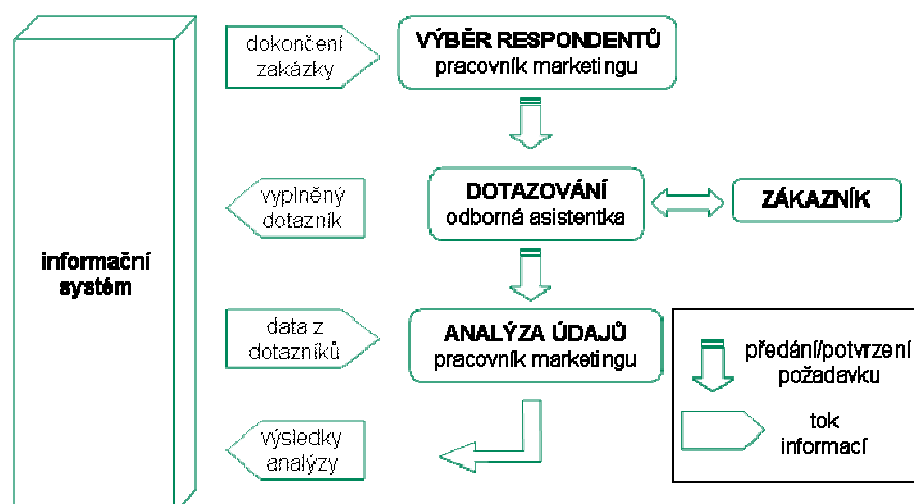 dokončení
zakázky
VÝBĚR RESPONDENTŮ
pracovník marketingu
vyplněný
dotazník
DOTAZOVÁNÍ
odborná asistentka
ZÁKAZNÍK
informační
systém
data z
dotazníků
ANALÝZA ÚDAJŮ
pracovník marketingu
předání/potvrzení
požadavku
výsledky
analýzy
tok
informací